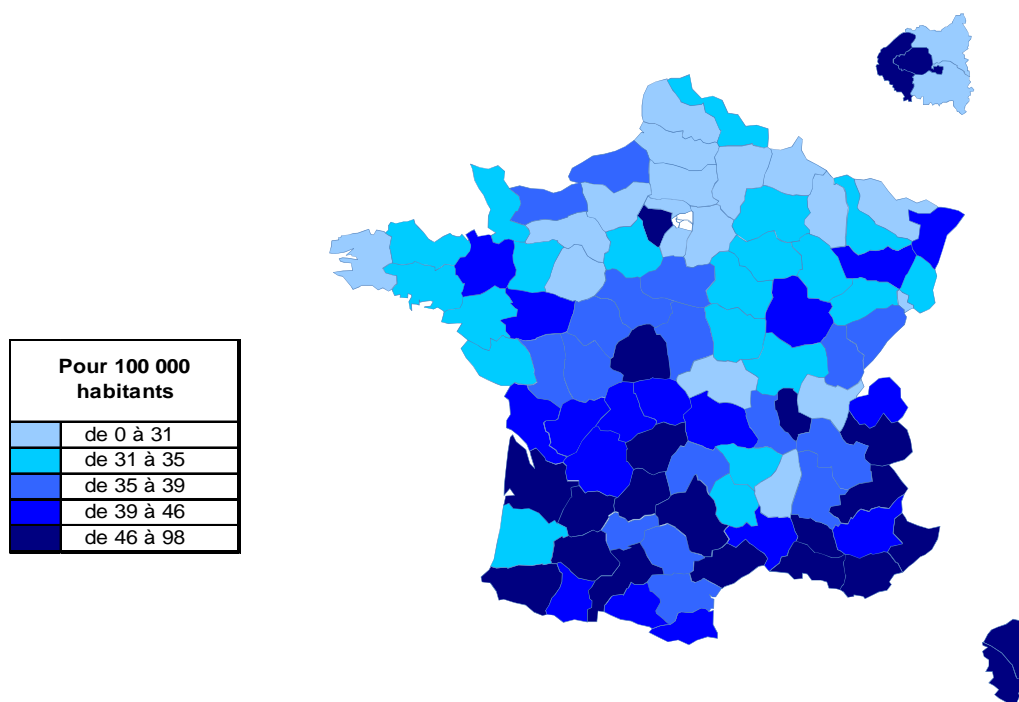 Pour 100 000
habitants
de 0 à 31
de 31 à 35
de 35 à 39
de 39 à 46
de 46 à 98